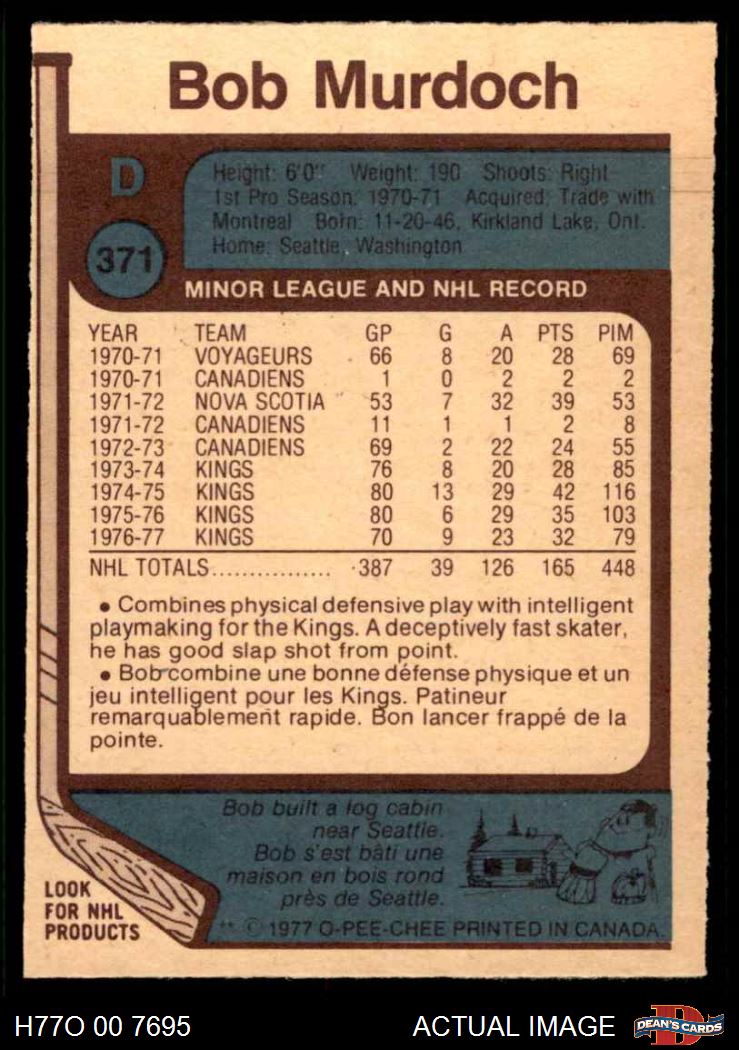 Bob Murdoch
D
371
Height: 6'0" Weight: 190 Shoots: Right
1st Pro Season: 1970-71 Acquired: Trade with
Montreal Born: 11-20-46, Kirkland Lake, Ont.
Home: Seattle, Washington
MINOR LEAGUE AND NHL RECORD
YEAR TEAM GP G A PTS PIM
1970-71 VOYAGEURS 66 8 20 28 69
1970-71 CANADIENS 1 0 2 2 2
1971-72 NOVA SCOTIA 53 7 32 39 53
1971-72 CANADIENS 11 1 1 2 8
1972-73 CANADIENS 69 2 22 24 55
1973-74 KINGS 76 8 20 28 85
1974-75 KINGS 80 13 29 42 116
1975-76 KINGS 80 6 29 35 103
1976-77 KINGS 70 9 23 32 79
NHL TOTALS................ 387 39 126 165 448
• Combines physical defensive play with intelligent
playmaking for the Kings. A deceptively fast skater,
he has good slap shot from point.
• Bob combine une bonne défense physique et un
jeu intelligent pour les Kings. Patineur
remarquablement rapide. Bon lancer frappé de la
pointe.
Bob built a log cabin
near Seattle.
Bob s'est bâti une
maison en bois rond
près de Seattle.
LOOK
FOR NHL
PRODUCTS
** © 1977 O-PEE-CHEE PRINTED IN CANADA.
H77O 00 7695
ACTUAL IMAGE
D
DEAN'S CARDS